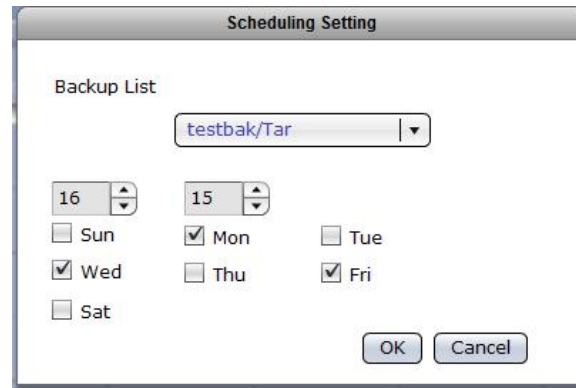 Scheduling Setting
Backup List
testbak/Tar
16 15
Sun Mon Tue
Wed Thu Fri
Sat
OK Cancel